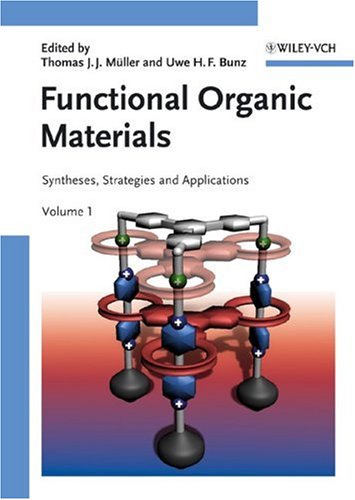 Edited by
Thomas J. J. Müller and Uwe H. F. Bunz
WILEY-VCH
Functional Organic
Materials
Syntheses, Strategies and Applications
Volume 1
+
+
+
+
+
+
+
+